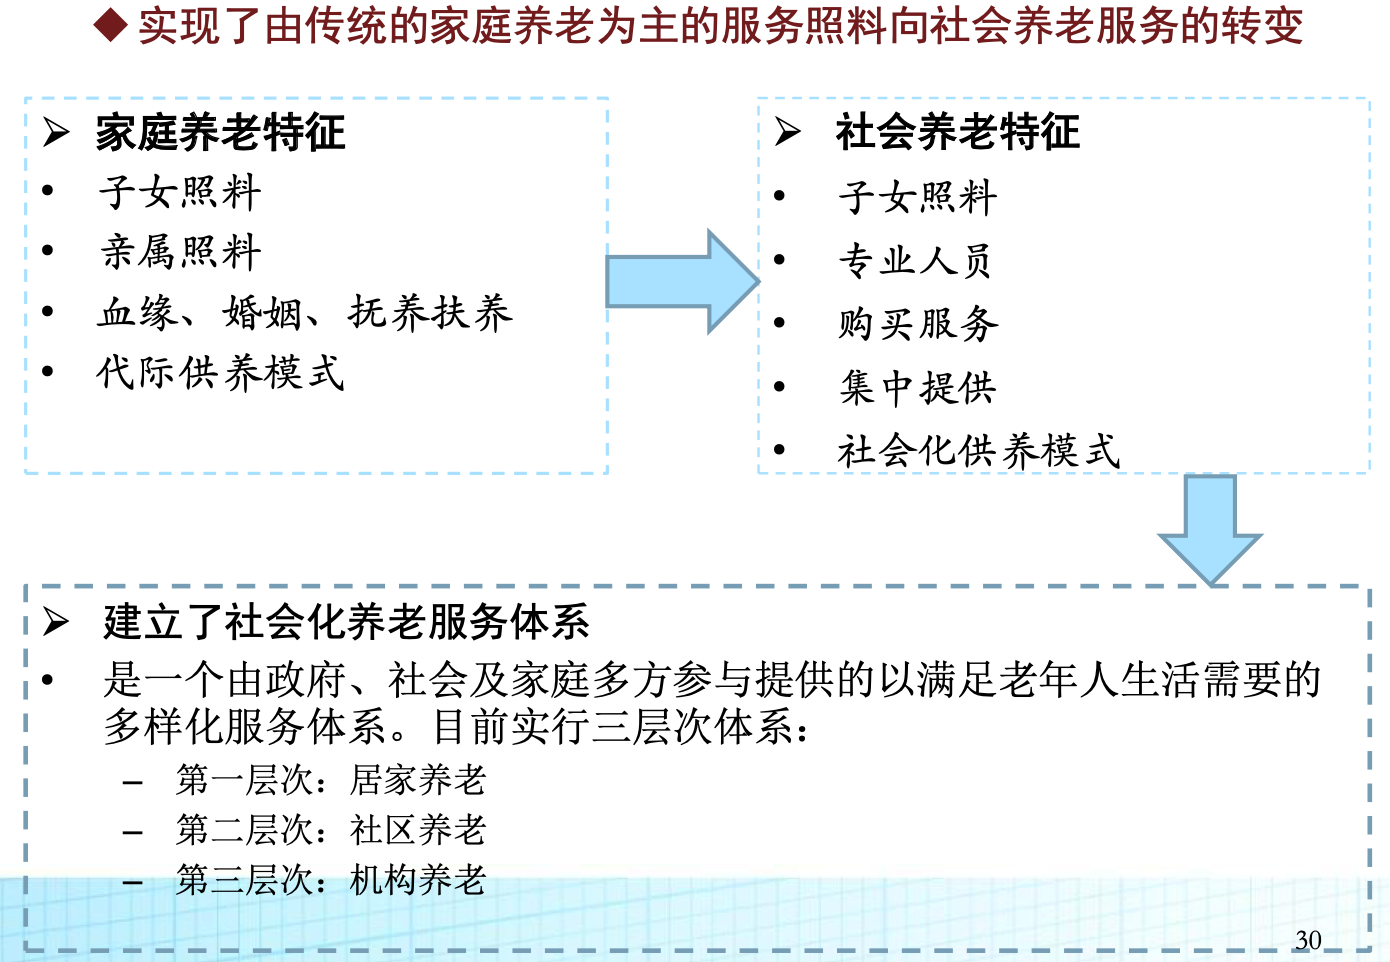 ◆实现了由传统的家庭养老为主的服务照料向社会养老服务的转变
➢ 家庭养老特征
• 子女照料
• 亲属照料
• 血缘、婚姻、抚养扶养
• 代际供养模式
➢ 社会养老特征
• 子女照料
• 专业人员
• 购买服务
• 集中提供
• 社会化供养模式
➢ 建立了社会化养老服务体系
• 是一个由政府、社会及家庭多方参与提供的以满足老年人生活需要的
多样化服务体系。目前实行三层次体系：
– 第一层次：居家养老
– 第二层次：社区养老
– 第三层次：机构养老
30